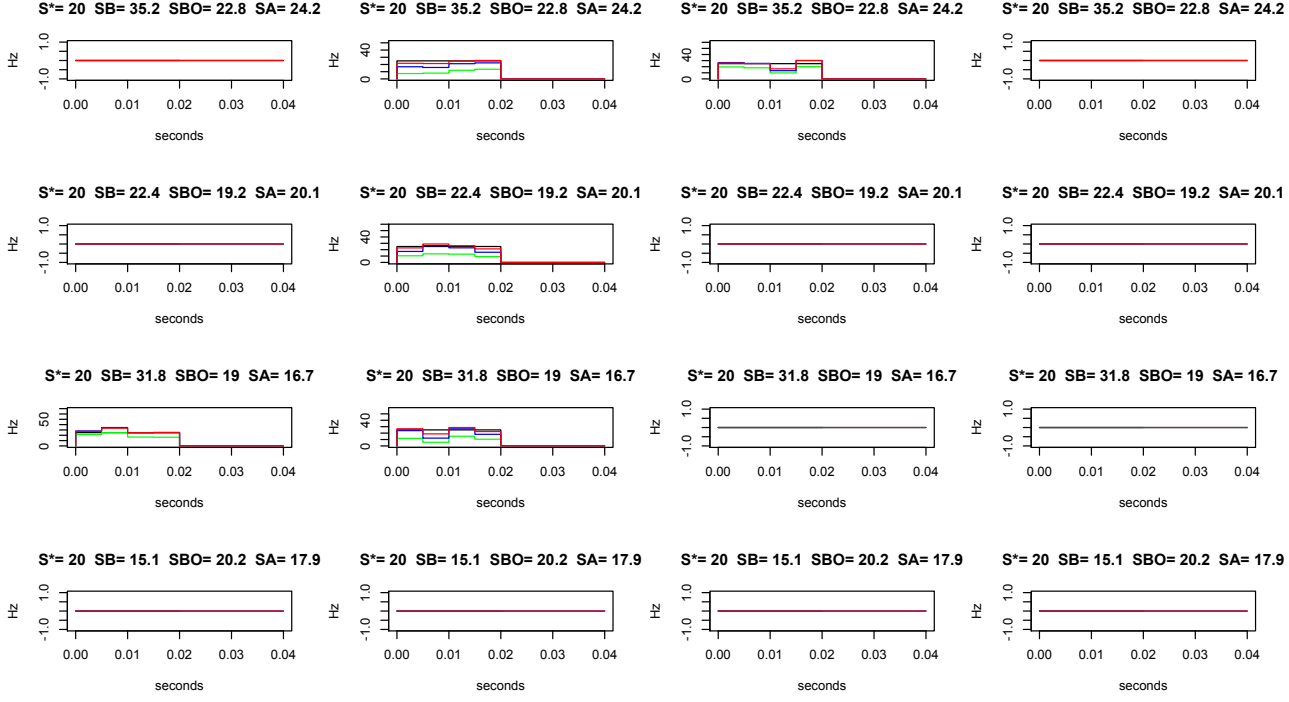 S*= 20 SB= 35.2 SBO= 22.8 SA= 24.2 S*= 20 SB= 35.2 SBO= 22.8 SA= 24.2 S*= 20 SB= 35.2 SBO= 22.8 SA= 24.2 S*= 20 SB= 35.2 SBO= 22.8 SA= 24.2
Hz -1.0 1.0 Hz 0 40 Hz 0 40 Hz -1.0 1.0
0.00 0.01 0.02 0.03 0.04 0.00 0.01 0.02 0.03 0.04 0.00 0.01 0.02 0.03 0.04 0.00 0.01 0.02 0.03 0.04
seconds seconds seconds seconds
S*= 20 SB= 22.4 SBO= 19.2 SA= 20.1 S*= 20 SB= 22.4 SBO= 19.2 SA= 20.1 S*= 20 SB= 22.4 SBO= 19.2 SA= 20.1 S*= 20 SB= 22.4 SBO= 19.2 SA= 20.1
Hz -1.0 1.0 Hz 0 40 Hz -1.0 1.0 Hz -1.0 1.0
0.00 0.01 0.02 0.03 0.04 0.00 0.01 0.02 0.03 0.04 0.00 0.01 0.02 0.03 0.04 0.00 0.01 0.02 0.03 0.04
seconds seconds seconds seconds
S*= 20 SB= 31.8 SBO= 19 SA= 16.7 S*= 20 SB= 31.8 SBO= 19 SA= 16.7 S*= 20 SB= 31.8 SBO= 19 SA= 16.7 S*= 20 SB= 31.8 SBO= 19 SA= 16.7
Hz 0 50 Hz 0 40 Hz -1.0 1.0 Hz -1.0 1.0
0.00 0.01 0.02 0.03 0.04 0.00 0.01 0.02 0.03 0.04 0.00 0.01 0.02 0.03 0.04 0.00 0.01 0.02 0.03 0.04
seconds seconds seconds seconds
S*= 20 SB= 15.1 SBO= 20.2 SA= 17.9 S*= 20 SB= 15.1 SBO= 20.2 SA= 17.9 S*= 20 SB= 15.1 SBO= 20.2 SA= 17.9 S*= 20 SB= 15.1 SBO= 20.2 SA= 17.9
Hz -1.0 1.0 Hz -1.0 1.0 Hz -1.0 1.0 Hz -1.0 1.0
0.00 0.01 0.02 0.03 0.04 0.00 0.01 0.02 0.03 0.04 0.00 0.01 0.02 0.03 0.04 0.00 0.01 0.02 0.03 0.04
seconds seconds seconds seconds